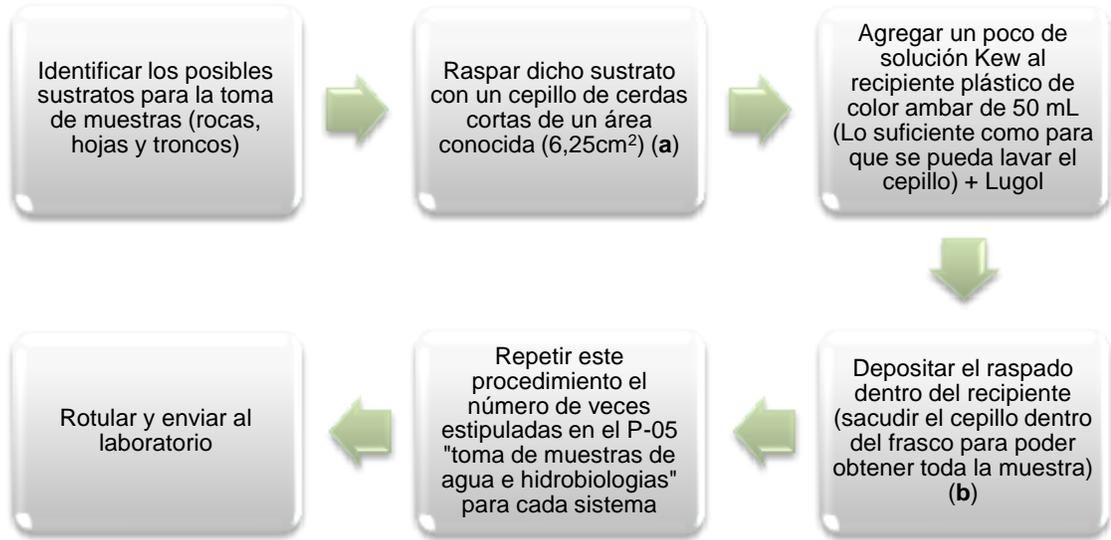 Identificar los posibles
sustratos para la toma
de muestras (rocas,
hojas y troncos)
Raspar dicho sustrato
con un cepillo de cerdas
cortas de un área
conocida (6,25cm²) (a)
Agregar un poco de
solución Kew al
recipiente plástico de
color ambar de 50 mL
(Lo suficiente como para
que se pueda lavar el
cepillo) + Lugol
Depositar el raspado
dentro del recipiente
(sacudir el cepillo dentro
del frasco para poder
obtener toda la muestra)
(b)
Repetir este
procedimiento el
número de veces
estipuladas en el P-05
"toma de muestras de
agua e hidrobiologias"
para cada sistema
Rotular y enviar al
laboratorio